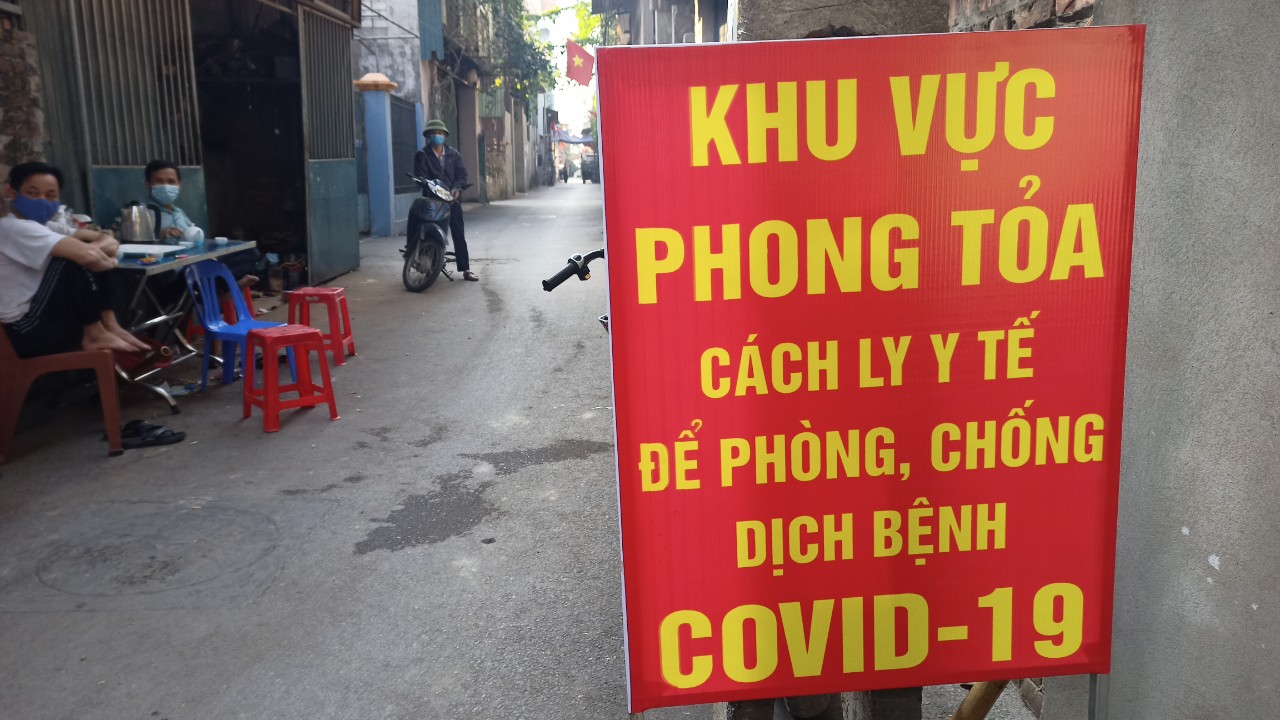 KHU VỰC
PHONG TỎA
CÁCH LY Y TẾ
ĐỂ PHÒNG, CHỐNG
DỊCH BỆNH
COVID-19